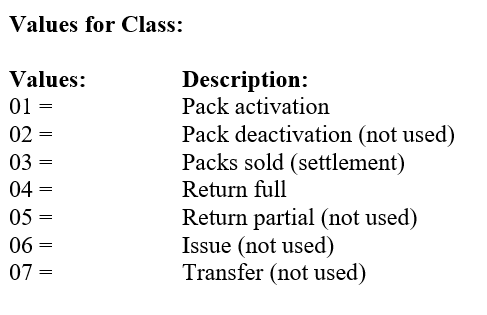 Values for Class:
Values: Description:
01 = Pack activation
02 = Pack deactivation (not used)
03 = Packs sold (settlement)
04 = Return full
05 = Return partial (not used)
06 = Issue (not used)
07 = Transfer (not used)